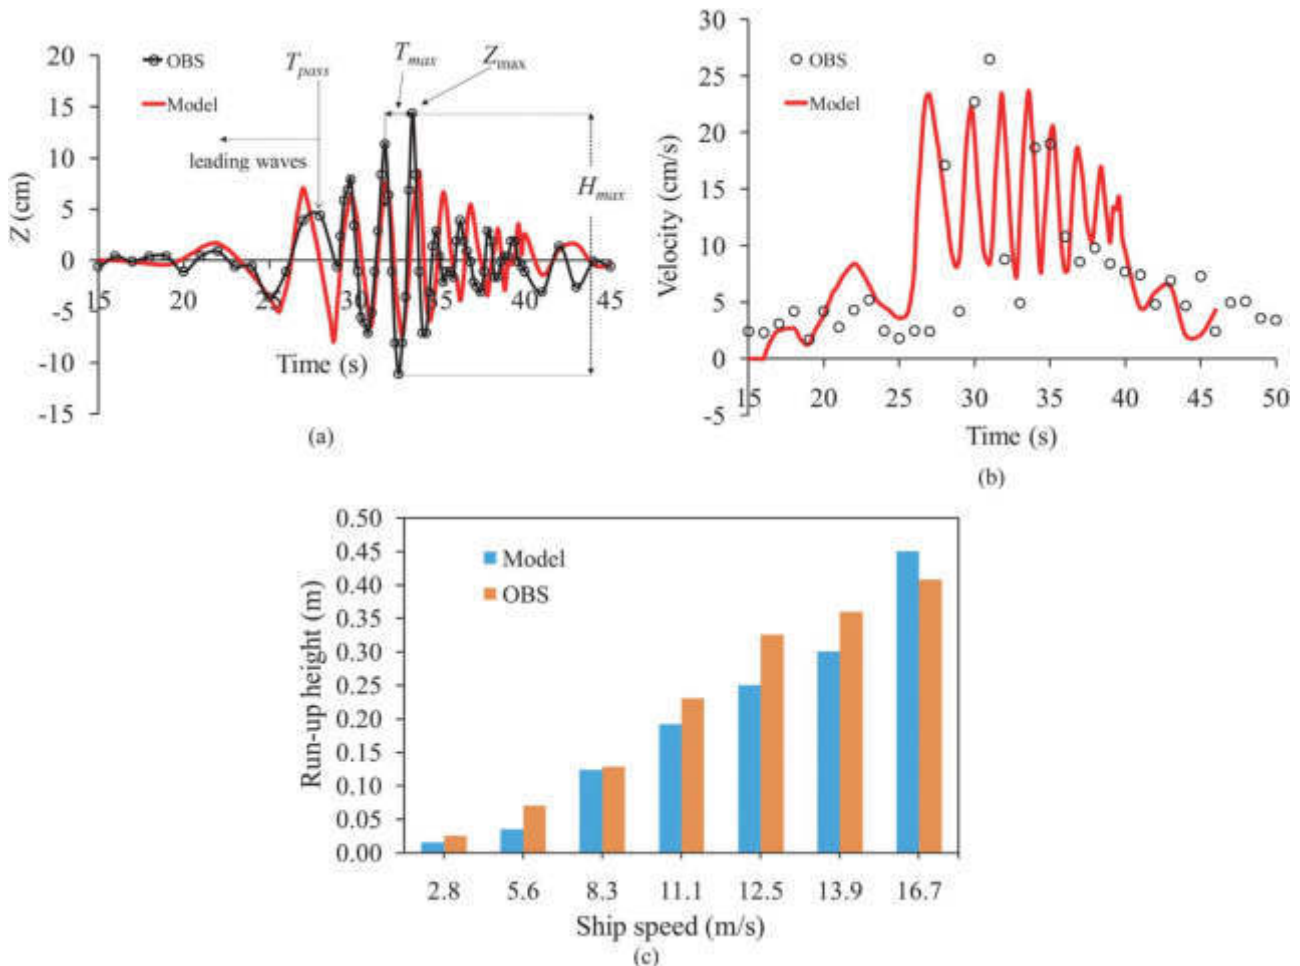 20
15
10
5
0
-5
-10
-15
Z (cm)
OBS
Model
T_pass
T_max
Z_max
leading waves
H_max
15 20 25 30 35 40 45
Time (s)
(a)
30
25
20
15
10
5
0
-5
Velocity (cm/s)
OBS
Model
15 20 25 30 35 40 45 50
Time (s)
(b)
0.50
0.45
0.40
0.35
0.30
0.25
0.20
0.15
0.10
0.05
0.00
Run-up height (m)
Model
OBS
2.8 5.6 8.3 11.1 12.5 13.9 16.7
Ship speed (m/s)
(c)